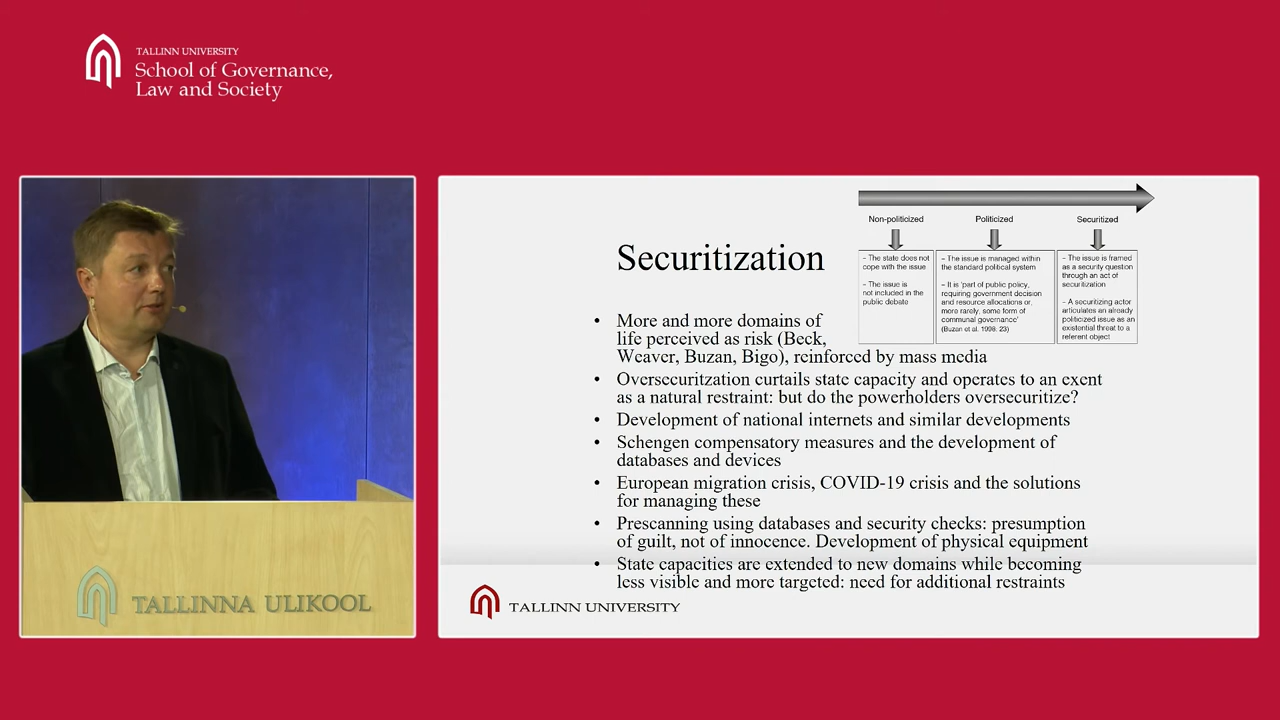 TALLINN UNIVERSITY
School of Governance,
Law and Society
Non-politicized
Politicized
Securitized
– The state does not
cope with the issue
– The issue is
not included in the
public debate
– The issue is managed within
the standard political system
– It is 'part of public policy,
requiring government decision
and resource allocations or,
more rarely, some form of
communal governance'
(Buzan et al. 1998: 23)
– The issue is framed
as a security question
through an act of
securitization
– A securitizing actor
articulates an already
politicized issue as an
existential threat to a
referent object
Securitization
• More and more domains of
life perceived as risk (Beck,
Weaver, Buzan, Bigo), reinforced by mass media
• Oversecuritzation curtails state capacity and operates to an exent
as a natural restraint: but do the powerholders oversecuritize?
• Development of national internets and similar developments
• Schengen compensatory measures and the development of
databases and devices
• European migration crisis, COVID-19 crisis and the solutions
for managing these
• Prescanning using databases and security checks: presumption
of guilt, not of innocence. Development of physical equipment
• State capacities are extended to new domains while becoming
less visible and more targeted: need for additional restraints
TALLINN UNIVERSITY
TALLINNA ULIKOOL